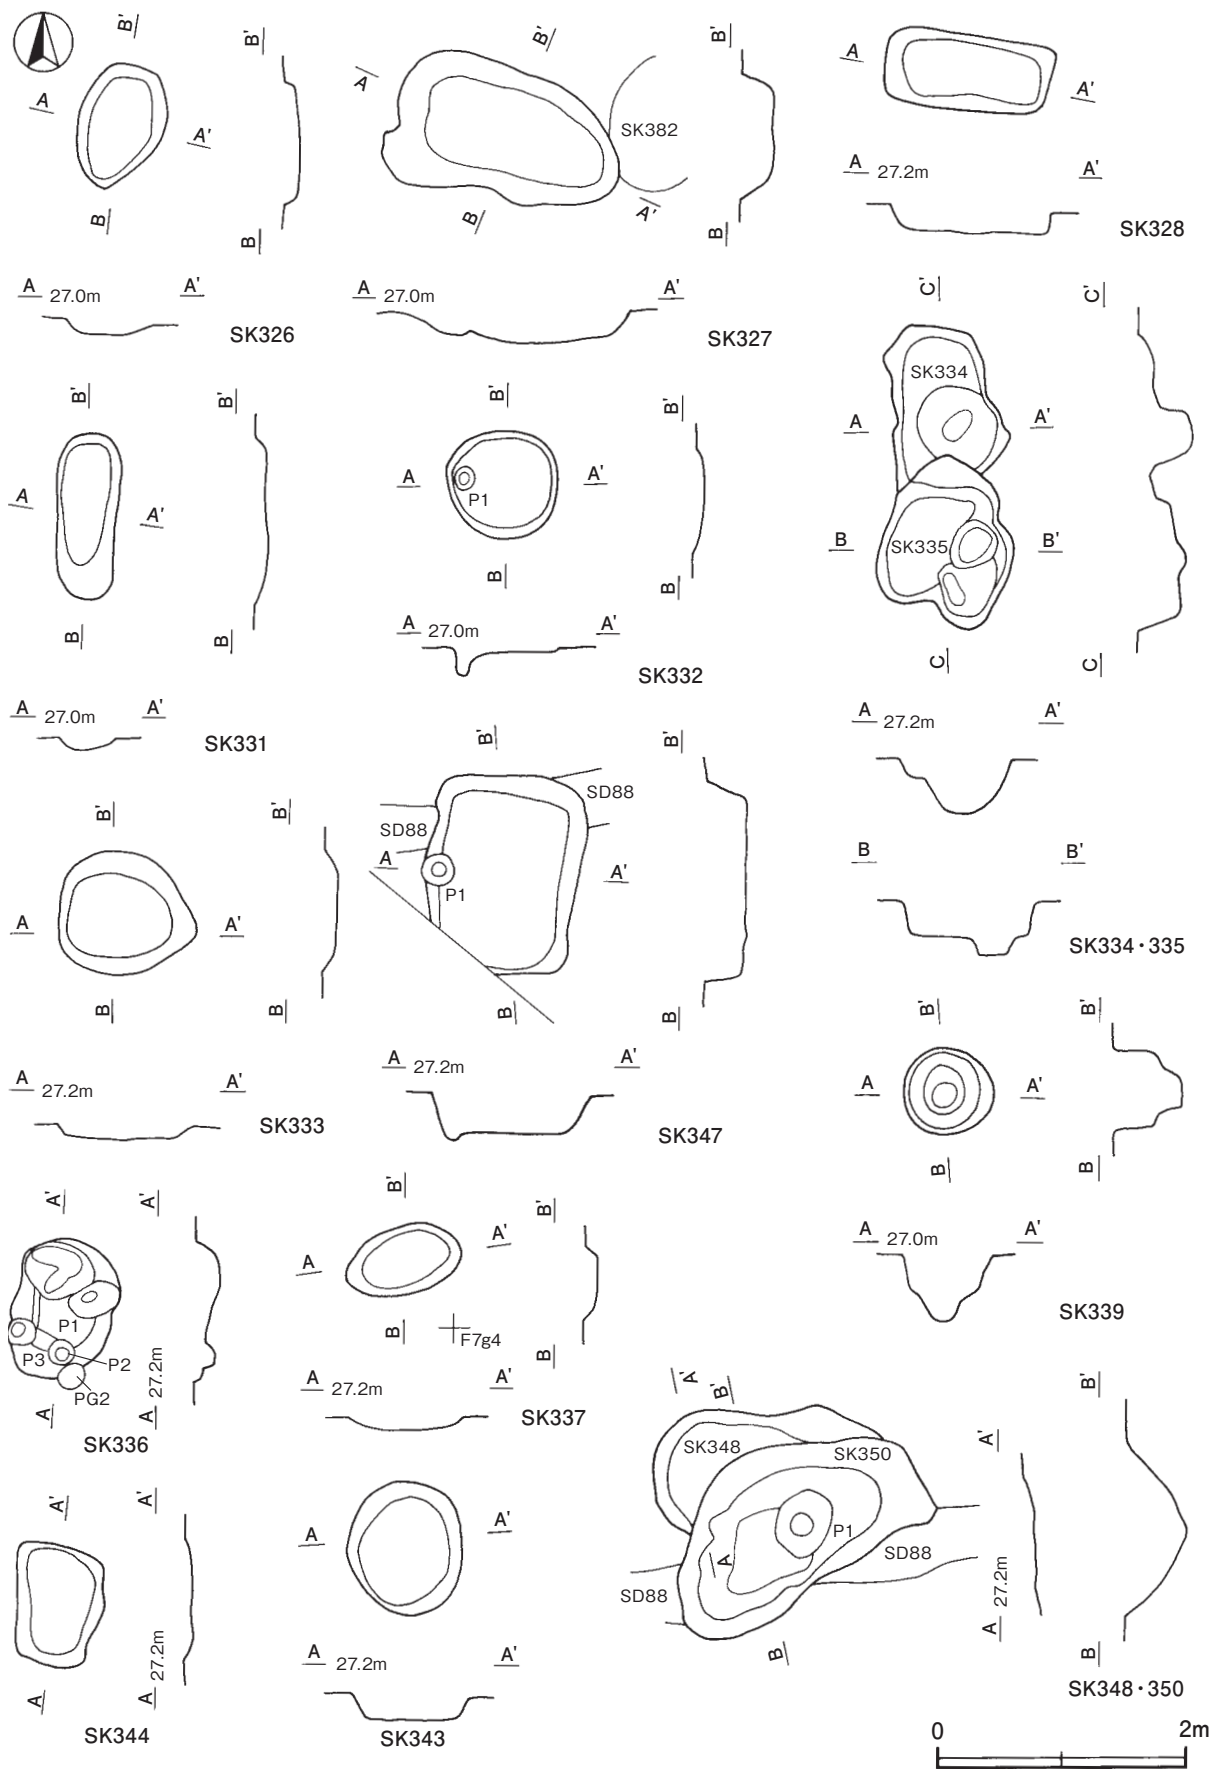 B'
A
A'
B
B'
B
A 27.0m
A'
SK326
B'
A
SK382
B
A'
B'
B
A 27.0m
A'
SK327
A
A'
A 27.2m
A'
SK328
B'
A
A'
B
B'
B
A 27.0m
A'
SK331
B'
A
P1
A'
B
B'
B
A 27.0m
A'
SK332
C'
SK334
A
A'
SK335
B
B'
C
C'
C
A 27.2m
A'
B
B'
SK334・335
B'
A
A'
B
B'
B
A 27.2m
A'
SK333
B'
SD88
SD88
A
P1
A'
B
B'
B
A 27.2m
A'
SK347
B'
A
A'
B
B'
B
A 27.0m
A'
SK339
A'
P1
P3
P2
PG2
A
A'
A 27.2m
SK336
B'
A
A'
B
F7g4
B'
B
A 27.2m
A'
SK337
A'
A
A'
A 27.2m
SK344
A
A'
A 27.2m
A'
SK343
A'
B'
SK348
SK350
P1
A
SD88
SD88
B
A'
A 27.2m
B'
B
SK348・350
0 2m